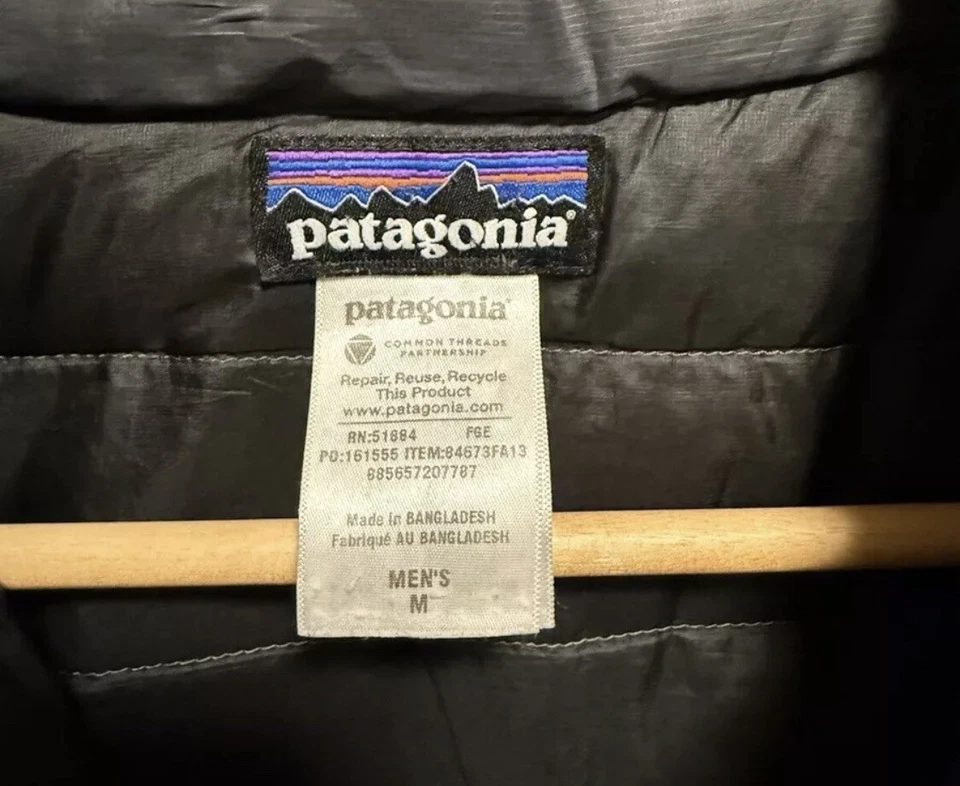 patagonia®
patagonia®
COMMON THREADS
PARTNERSHIP
Repair, Reuse, Recycle
This Product
www.patagonia.com
RN:51884 FGE
PO:161555 ITEM:84673FA13
885657207787
Made in BANGLADESH
Fabriqué AU BANGLADESH
MEN'S
M